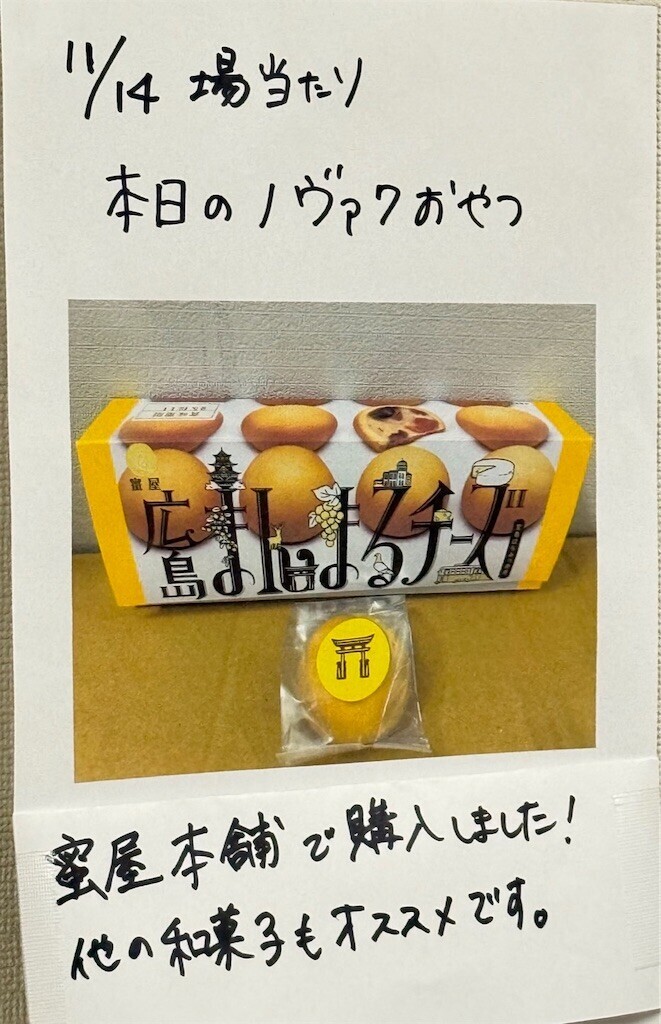 11/14 場当たり
本日のノヴァクおやつ
蜜屋
広島まんまるチーズ
蜜屋本舗で購入しました!
他の和菓子もオススメです。